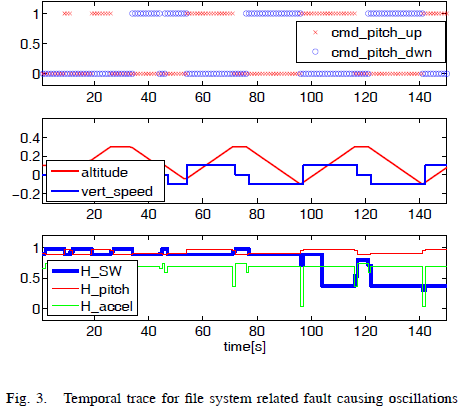 1
0
20 40 60 80 100 120 140
cmd_pitch_up
cmd_pitch_dwn
0.4
0.2
0
−0.2
20 40 60 80 100 120 140
altitude
vert_speed
1
0.5
0
20 40 60 80 100 120 140
H_SW
H_pitch
H_accel
time[s]
Fig. 3. Temporal trace for file system related fault causing oscillations